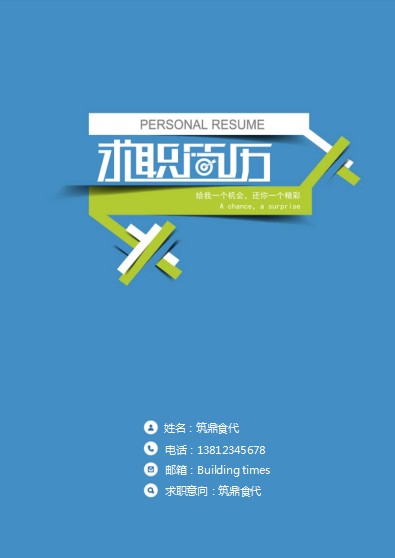 PERSONAL RESUME
求职简历
给我一个机会，还你一个精彩
A chance, a surprise
姓名：筑鼎食代
电话：13812345678
邮箱：Building times
求职意向：筑鼎食代